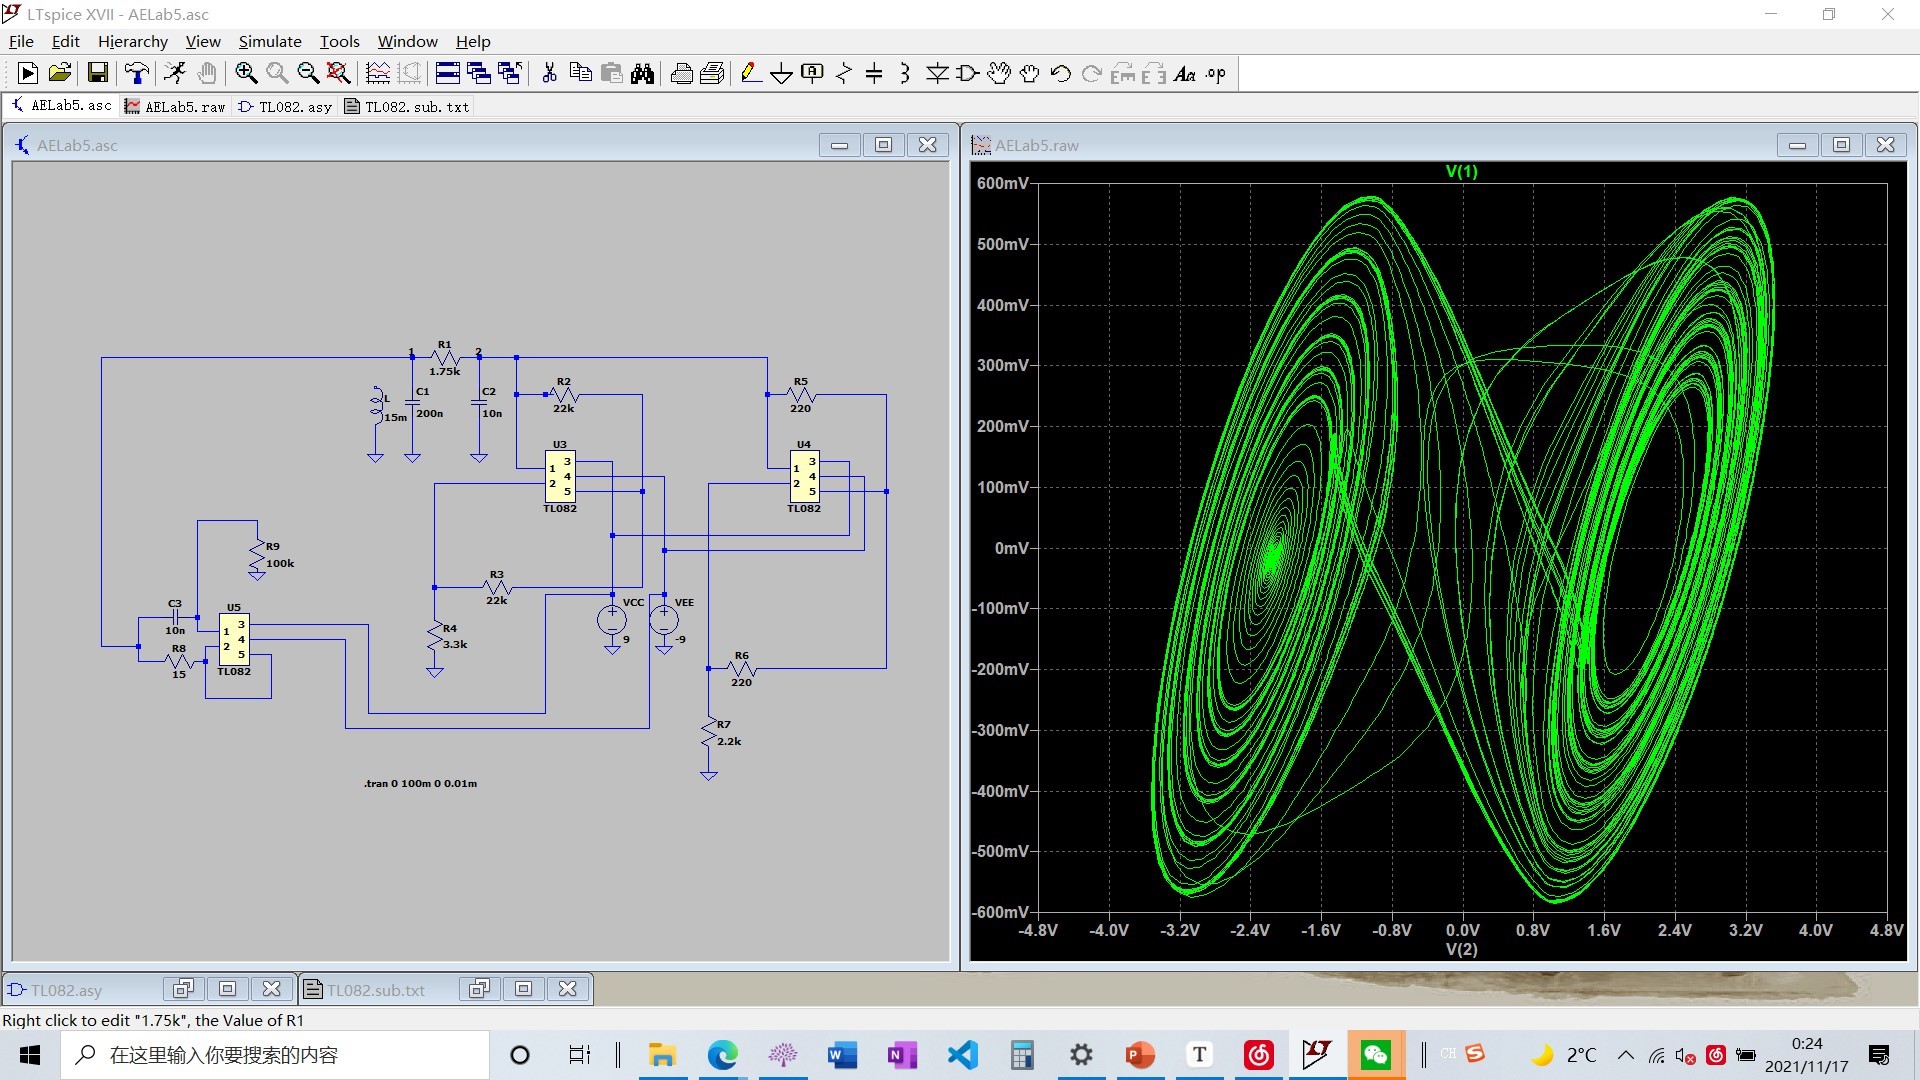 LTspice XVII - AELab5.asc
File Edit Hierarchy View Simulate Tools Window Help
AELab5.asc AELab5.raw TL082.asy TL082.sub.txt
AELab5.asc
1
R1
1.75k
2
L
15m
C1
200n
C2
10n
R2
22k
R5
220
U3
1
2
3
4
5
TL082
U4
1
2
3
4
5
TL082
R9
100k
C3
10n
R8
15
U5
1
2
3
4
5
TL082
R3
22k
R4
3.3k
VCC
9
VEE
-9
R6
220
R7
2.2k
.tran 0 100m 0 0.01m
AELab5.raw
V(1)
600mV
500mV
400mV
300mV
200mV
100mV
0mV
-100mV
-200mV
-300mV
-400mV
-500mV
-600mV
-4.8V -4.0V -3.2V -2.4V -1.6V -0.8V 0.0V 0.8V 1.6V 2.4V 3.2V 4.0V 4.8V
V(2)
TL082.asy TL082.sub.txt
Right click to edit "1.75k", the Value of R1
在这里输入你要搜索的内容
CH
2°C
0:24
2021/11/17